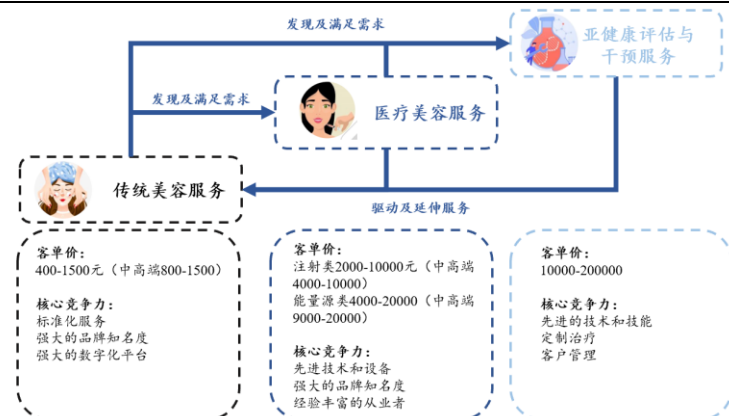 发现及满足需求
亚健康评估与
干预服务
发现及满足需求
医疗美容服务
传统美容服务
驱动及延伸服务
客单价：
400-1500元（中高端800-1500）
核心竞争力：
标准化服务
强大的品牌知名度
强大的数字化平台
客单价：
注射类2000-10000元（中高端
4000-10000）
能量源类4000-20000（中高端
9000-20000）
核心竞争力：
先进技术和设备
强大的品牌知名度
经验丰富的从业者
客单价：
10000-200000
核心竞争力：
先进的技术和技能
定制治疗
客户管理